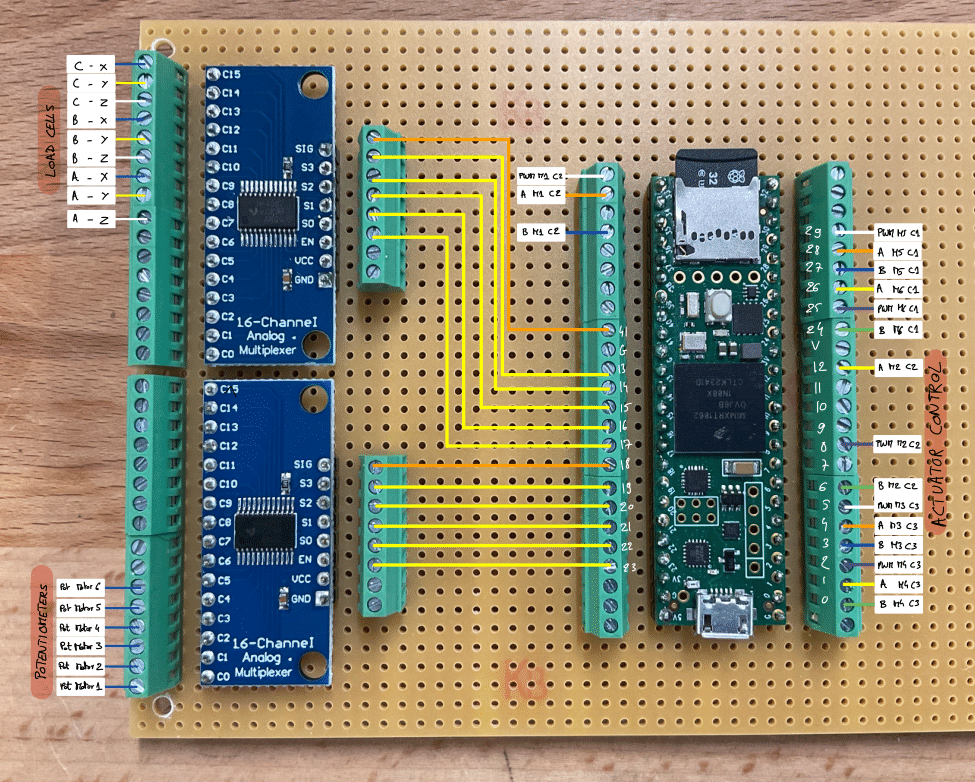 LOAD CELLS
C - X
C - Y
C - Z
B - X
B - Y
B - Z
A - X
A - Y
A - Z
C15
C14
C13
C12
C11
C10
C9
C8
C7
C6
C5
C4
C3
C2
C1
C0
SIG
S3
S2
S1
S0
EN
VCC
GND
16-Channel
Analog
Multiplexer
POTENTIOMETERS
Pot Motor 6
Pot Motor 5
Pot Motor 4
Pot Motor 3
Pot Motor 2
Pot Motor 1
C15
C14
C13
C12
C11
C10
C9
C8
C7
C6
C5
C4
C3
C2
C1
C0
SIG
S3
S2
S1
S0
EN
VCC
GND
16-Channel
Analog
Multiplexer
PWM M1 C2
A M1 C2
B M1 C2
41
G
13
14
15
16
17
18
19
20
21
22
23
32
MIMXRT1062
DVJ6B
1N00X
CTLK2341D
29
28
27
26
25
24
V
12
11
10
9
8
7
6
5
4
3
2
1
0
PWM M5 C1
A M5 C1
B M5 C1
A M6 C1
PWM M6 C1
B M6 C1
A M2 C2
PWM M2 C2
B M2 C2
PWM M3 C3
A M3 C3
B M3 C3
PWM M4 C3
A M4 C3
B M4 C3
ACTUATOR CONTROL